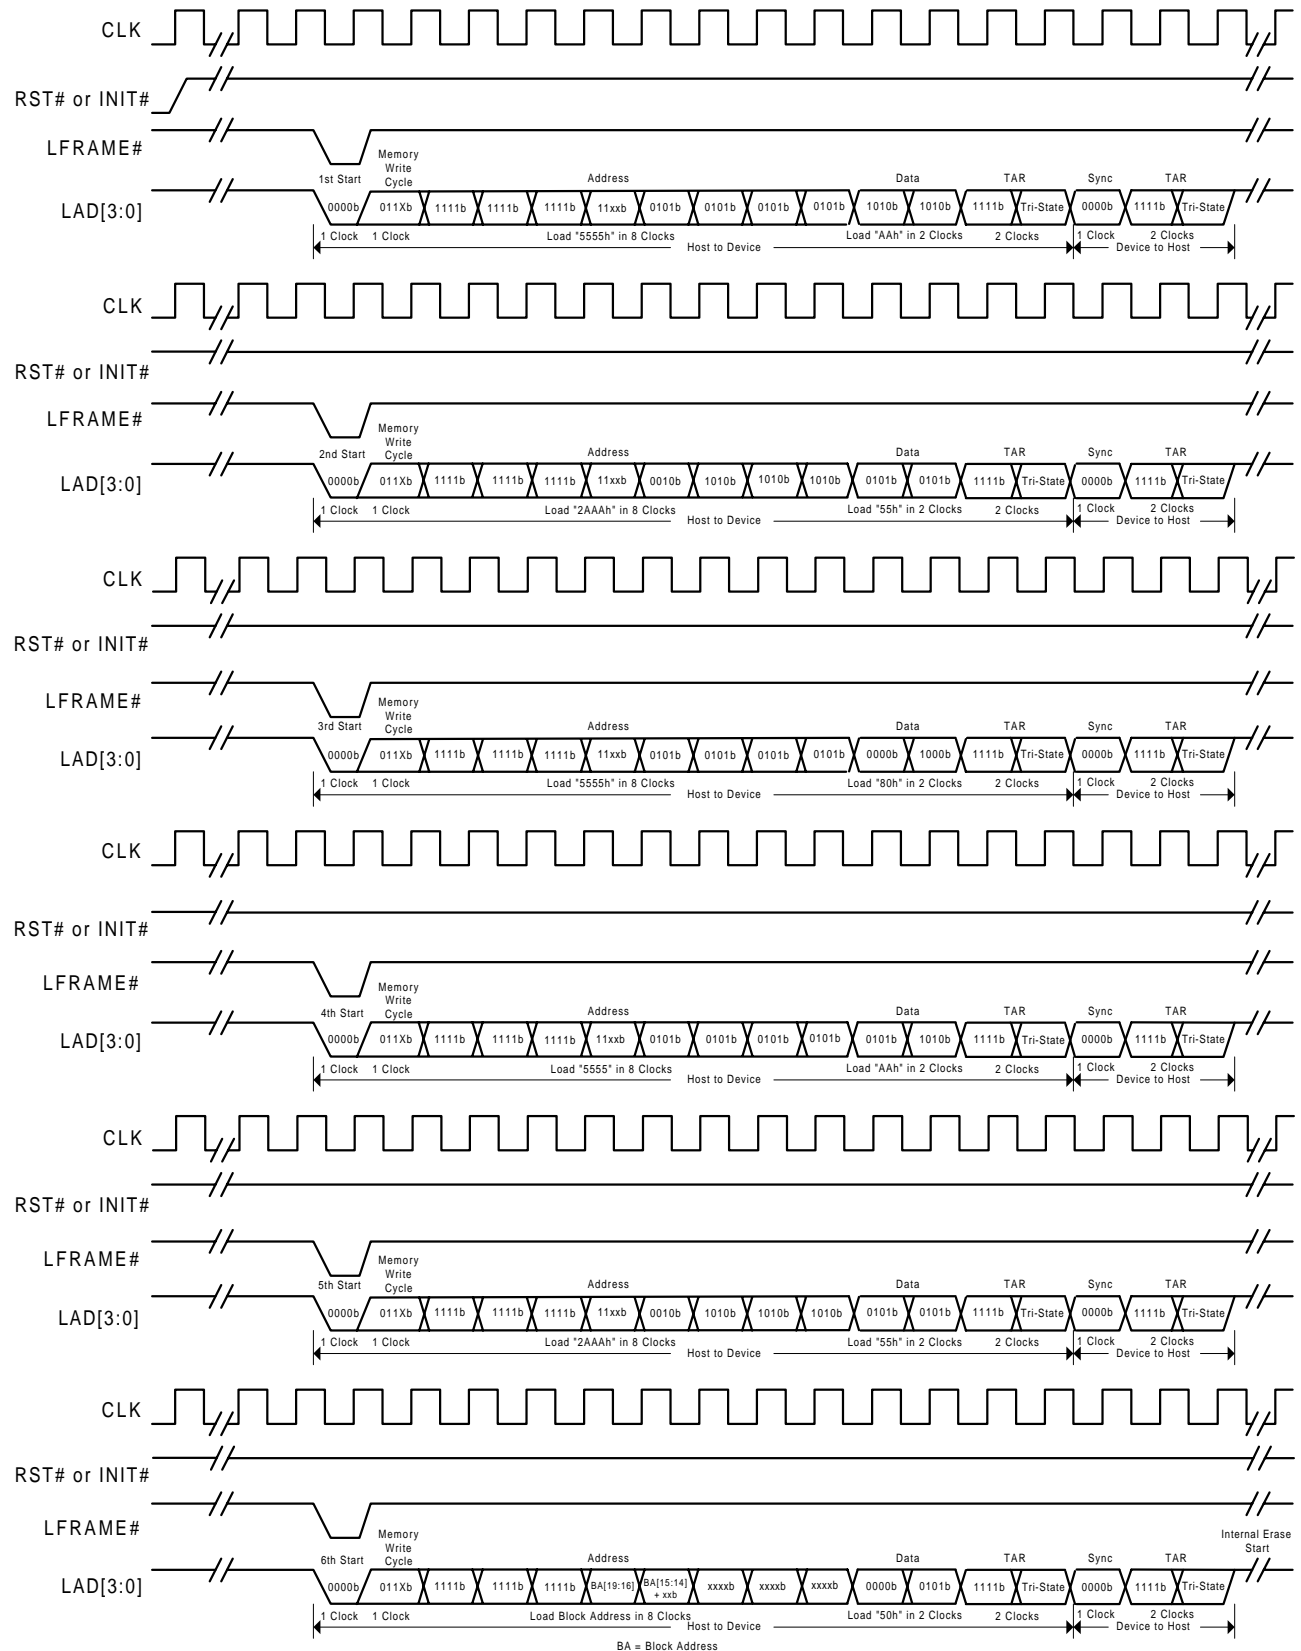 CLK
RST# or INIT#
LFRAME#
Memory
Write
Cycle
1st Start Address Data TAR Sync TAR
LAD[3:0] 0000b 011Xb 1111b 1111b 1111b 11xxb 0101b 0101b 0101b 0101b 1010b 1010b 1111b Tri-State 0000b 1111b Tri-State
1 Clock 1 Clock Load "5555h" in 8 Clocks Load "AAh" in 2 Clocks 2 Clocks 1 Clock 2 Clocks
Host to Device Device to Host
CLK
RST# or INIT#
LFRAME#
Memory
Write
Cycle
2nd Start Address Data TAR Sync TAR
LAD[3:0] 0000b 011Xb 1111b 1111b 1111b 11xxb 0010b 1010b 1010b 1010b 0101b 0101b 1111b Tri-State 0000b 1111b Tri-State
1 Clock 1 Clock Load "2AAAh" in 8 Clocks Load "55h" in 2 Clocks 2 Clocks 1 Clock 2 Clocks
Host to Device Device to Host
CLK
RST# or INIT#
LFRAME#
Memory
Write
Cycle
3rd Start Address Data TAR Sync TAR
LAD[3:0] 0000b 011Xb 1111b 1111b 1111b 11xxb 0101b 0101b 0101b 0101b 0000b 1000b 1111b Tri-State 0000b 1111b Tri-State
1 Clock 1 Clock Load "5555h" in 8 Clocks Load "80h" in 2 Clocks 2 Clocks 1 Clock 2 Clocks
Host to Device Device to Host
CLK
RST# or INIT#
LFRAME#
Memory
Write
Cycle
4th Start Address Data TAR Sync TAR
LAD[3:0] 0000b 011Xb 1111b 1111b 1111b 11xxb 0101b 0101b 0101b 0101b 0101b 1010b 1111b Tri-State 0000b 1111b Tri-State
1 Clock 1 Clock Load "5555" in 8 Clocks Load "AAh" in 2 Clocks 2 Clocks 1 Clock 2 Clocks
Host to Device Device to Host
CLK
RST# or INIT#
LFRAME#
Memory
Write
Cycle
5th Start Address Data TAR Sync TAR
LAD[3:0] 0000b 011Xb 1111b 1111b 1111b 11xxb 0010b 1010b 1010b 1010b 0101b 0101b 1111b Tri-State 0000b 1111b Tri-State
1 Clock 1 Clock Load "2AAAh" in 8 Clocks Load "55h" in 2 Clocks 2 Clocks 1 Clock 2 Clocks
Host to Device Device to Host
CLK
RST# or INIT#
LFRAME#
Memory
Write
Cycle
Internal Erase
Start
6th Start Address Data TAR Sync TAR
LAD[3:0] 0000b 011Xb 1111b 1111b 1111b BA[19:16] BA[15:14] + xxb xxxxb xxxxb xxxxb 0000b 0101b 1111b Tri-State 0000b 1111b Tri-State
1 Clock 1 Clock Load Block Address in 8 Clocks Load "50h" in 2 Clocks 2 Clocks 1 Clock 2 Clocks
Host to Device Device to Host
BA = Block Address